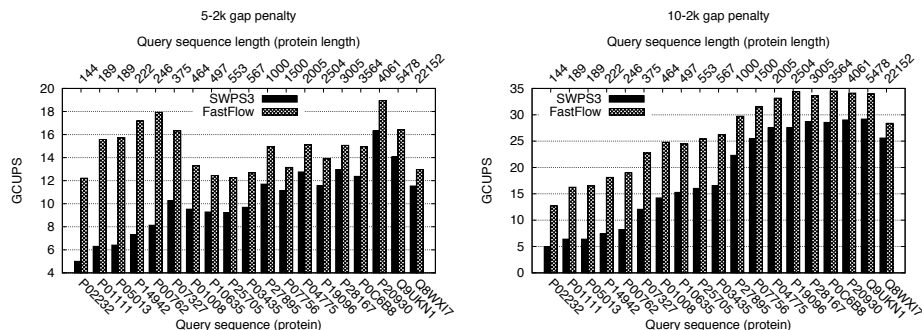 5-2k gap penalty
Query sequence length (protein length)
144 189 189 222 246 375 464 497 553 567 1000 1500 2005 2504 3005 3564 4061 5478 22152
20
18
16
14
12
10
8
6
4
GCUPS
SWPS3
FastFlow
P02232 P01111 P05013 P14942 P00762 P07327 P01008 P10635 P25705 P03435 P27895 P07756 P04775 P19096 P28167 P0C6B8 P20930 Q9UKN1 Q8WXI7
Query sequence (protein)
10-2k gap penalty
Query sequence length (protein length)
144 189 189 222 246 375 464 497 553 567 1000 1500 2005 2504 3005 3564 4061 5478 22152
35
30
25
20
15
10
5
0
GCUPS
SWPS3
FastFlow
P02232 P01111 P05013 P14942 P00762 P07327 P01008 P10635 P25705 P03435 P27895 P07756 P04775 P19096 P28167 P0C6B8 P20930 Q9UKN1 Q8WXI7
Query sequence (protein)